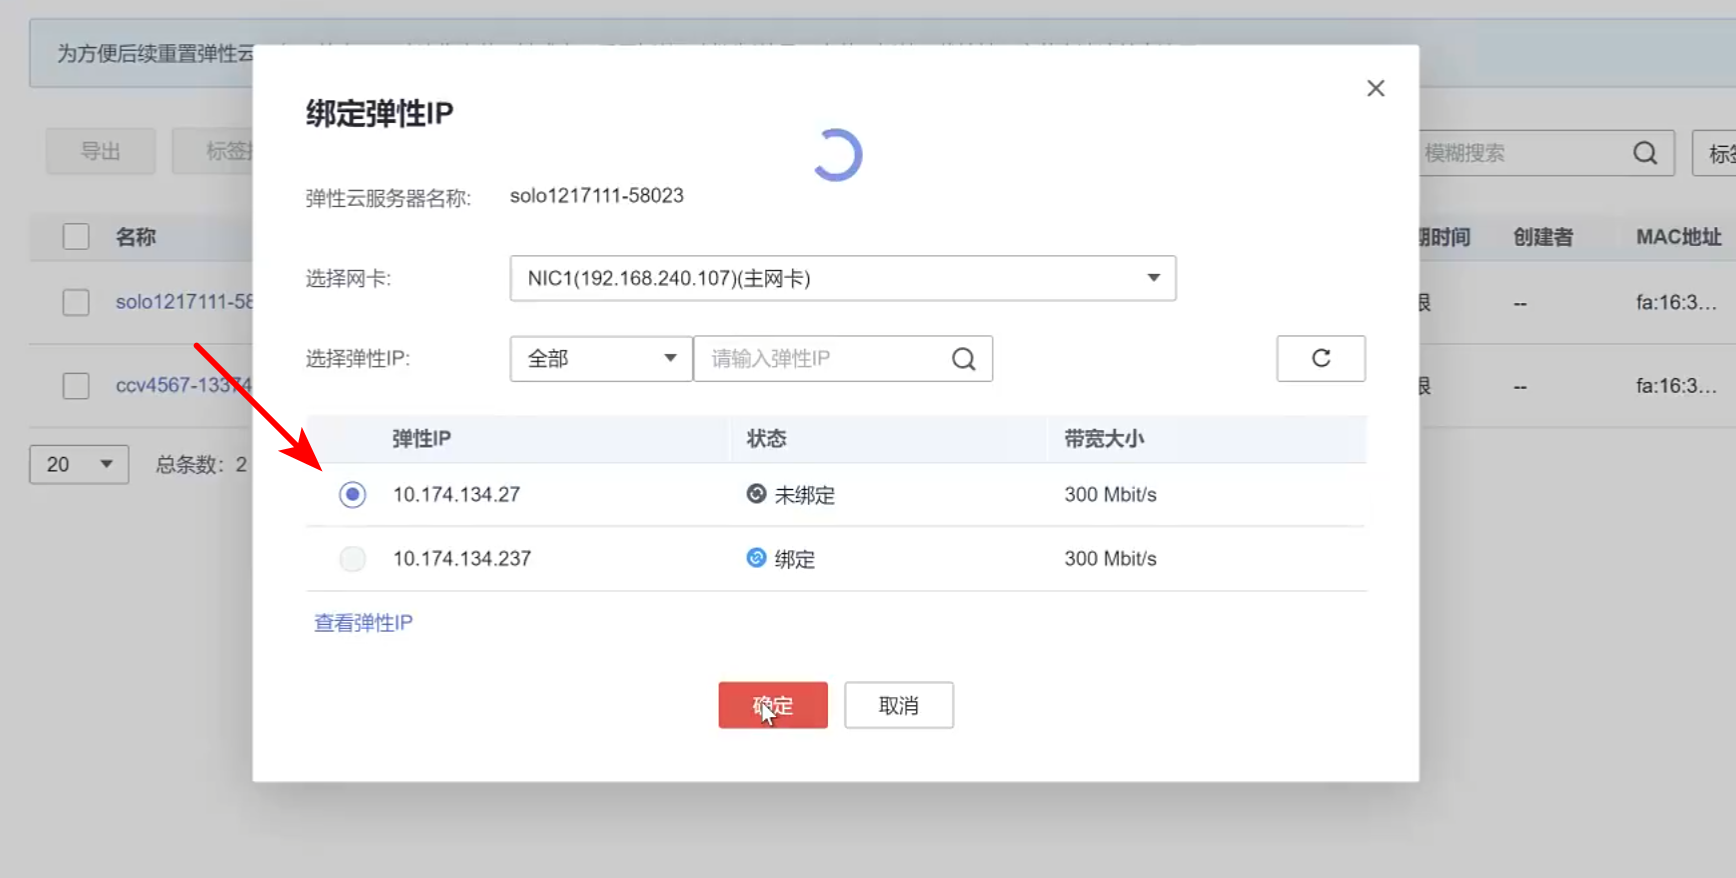 为方便后续重置弹性云
绑定弹性IP
导出
标签
模糊搜索
标签
弹性云服务器名称:
solo1217111-58023
名称
期时间
创建者
MAC地址
选择网卡:
NIC1(192.168.240.107)(主网卡)
solo1217111-58
限
--
fa:16:3...
选择弹性IP:
全部
请输入弹性IP
ccv4567-13374
限
--
fa:16:3...
弹性IP
状态
带宽大小
20
总条数: 2
10.174.134.27
未绑定
300 Mbit/s
10.174.134.237
绑定
300 Mbit/s
查看弹性IP
确定
取消